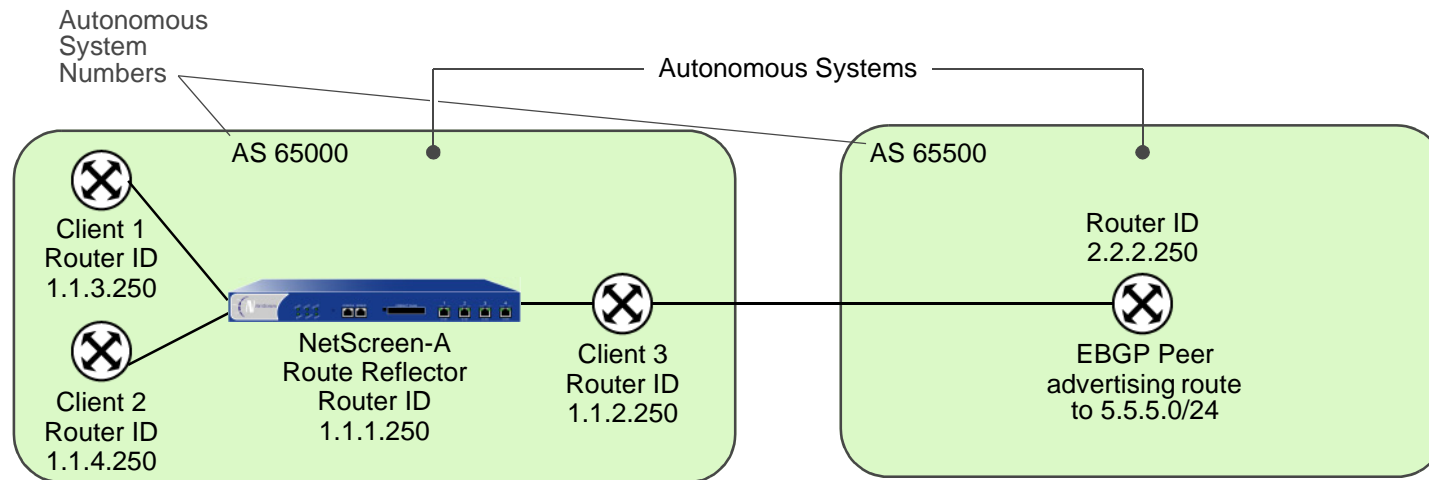 Autonomous
System
Numbers
Autonomous Systems
AS 65000
AS 65500
Client 1
Router ID
1.1.3.250
Client 2
Router ID
1.1.4.250
NetScreen-A
Route Reflector
Router ID
1.1.1.250
Client 3
Router ID
1.1.2.250
Router ID
2.2.2.250
EBGP Peer
advertising route
to 5.5.5.0/24